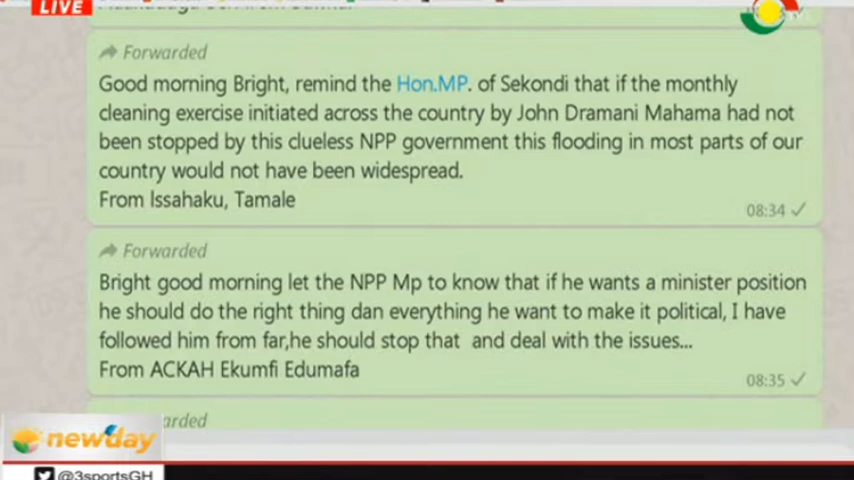 LIVE
Forwarded
Good morning Bright, remind the Hon.MP. of Sekondi that if the monthly
cleaning exercise initiated across the country by John Dramani Mahama had not
been stopped by this clueless NPP government this flooding in most parts of our
country would not have been widespread.
From Issahaku, Tamale
08:34
Forwarded
Bright good morning let the NPP Mp to know that if he wants a minister position
he should do the right thing dan everything he want to make it political, I have
followed him from far,he should stop that and deal with the issues...
From ACKAH Ekumfi Edumafa
08:35
arded
newday
@3sportsGH